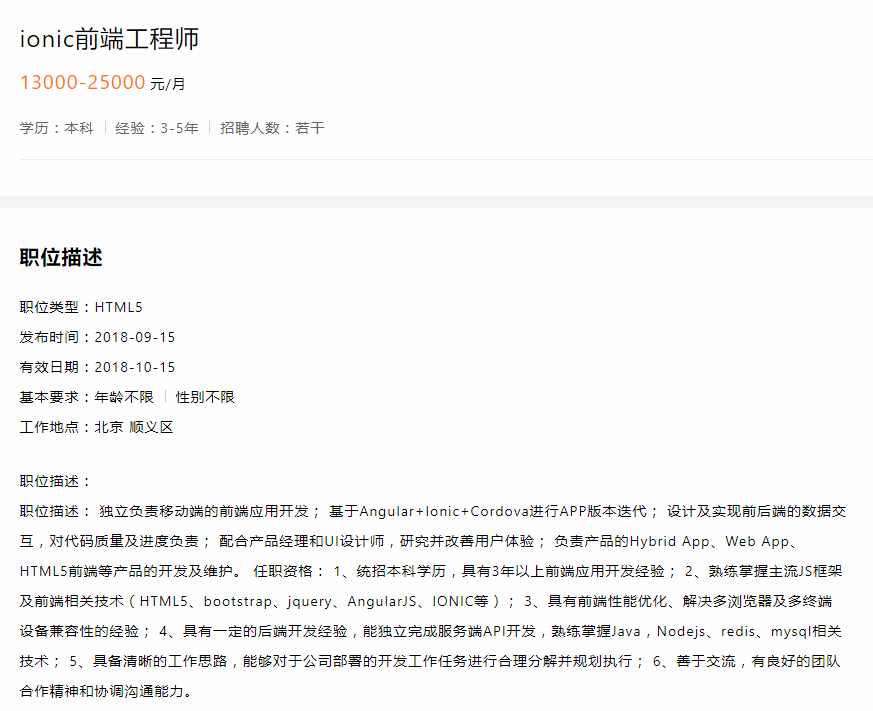 ionic前端工程师
13000-25000 元/月
学历：本科 | 经验：3-5年 | 招聘人数：若干
职位描述
职位类型：HTML5
发布时间：2018-09-15
有效日期：2018-10-15
基本要求：年龄不限 | 性别不限
工作地点：北京 顺义区
职位描述：
职位描述： 独立负责移动端的前端应用开发； 基于Angular+Ionic+Cordova进行APP版本迭代； 设计及实现前后端的数据交
互，对代码质量及进度负责； 配合产品经理和UI设计师，研究并改善用户体验； 负责产品的Hybrid App、Web App、
HTML5前端等产品的开发及维护。 任职资格： 1、统招本科学历，具有3年以上前端应用开发经验； 2、熟练掌握主流JS框架
及前端相关技术（HTML5、bootstrap、jquery、AngularJS、IONIC等）； 3、具有前端性能优化、解决多浏览器及多终端
设备兼容性的经验； 4、具有一定的后端开发经验，能独立完成服务端API开发，熟练掌握Java，Nodejs、redis、mysql相关
技术； 5、具备清晰的工作思路，能够对于公司部署的开发工作任务进行合理分解并规划执行； 6、善于交流，有良好的团队
合作精神和协调沟通能力。